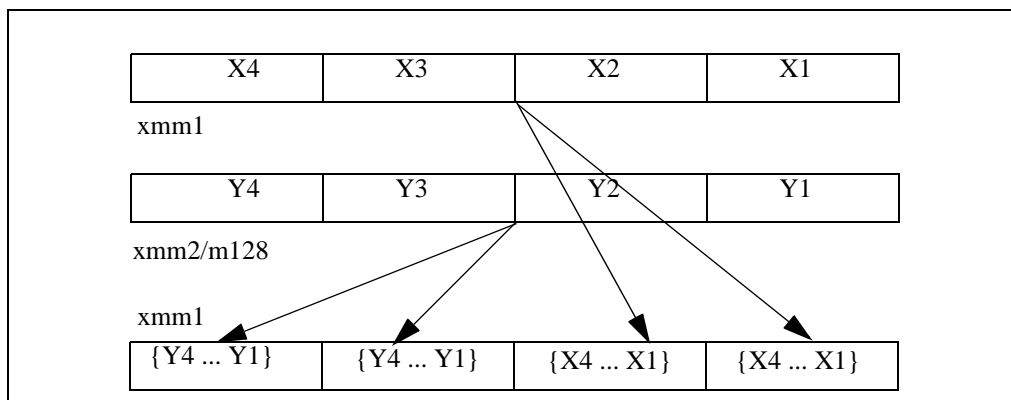 X4 X3 X2 X1
xmm1
Y4 Y3 Y2 Y1
xmm2/m128
xmm1
{Y4 ... Y1} {Y4 ... Y1} {X4 ... X1} {X4 ... X1}